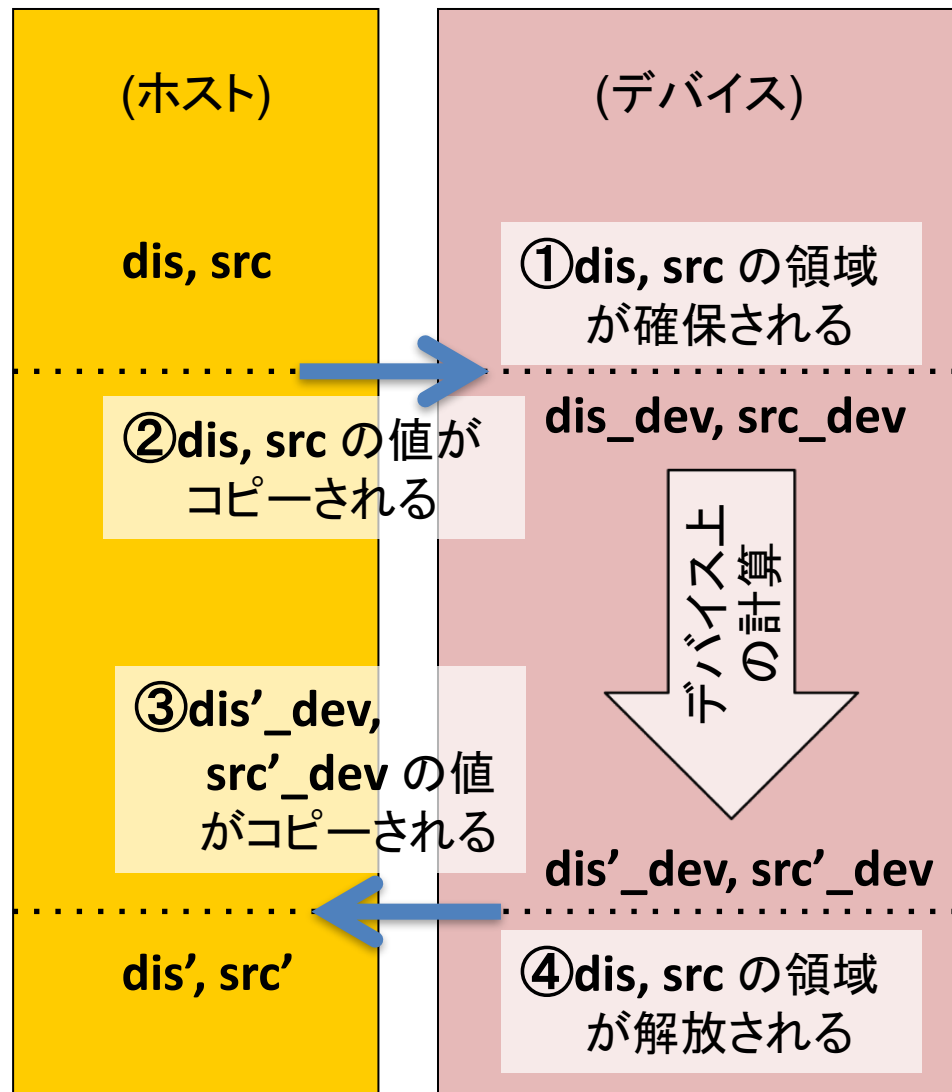 (ホスト)
(デバイス)
dis, src
①dis, src の領域
が確保される
②dis, src の値が
コピーされる
dis_dev, src_dev
デバイス上
の計算
③dis’_dev,
src’_dev の値
がコピーされる
dis’_dev, src’_dev
dis’, src'
④dis, src の領域
が解放される